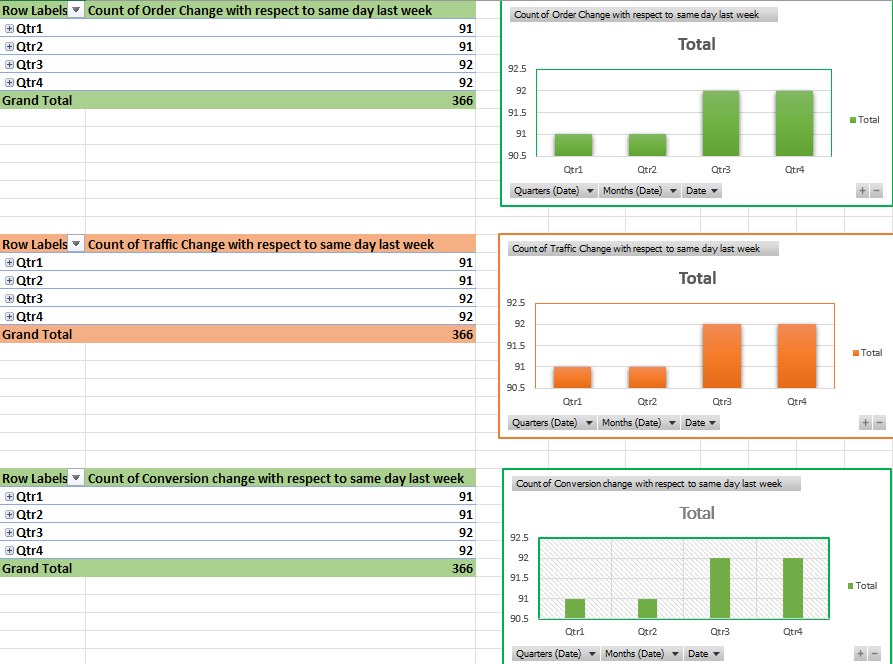 Row Labels Count of Order Change with respect to same day last week
Qtr1 91
Qtr2 91
Qtr3 92
Qtr4 92
Grand Total 366
Count of Order Change with respect to same day last week
Total
92.5
92
91.5
91
90.5
Qtr1 Qtr2 Qtr3 Qtr4
Total
Quarters (Date) Months (Date) Date
Row Labels Count of Traffic Change with respect to same day last week
Qtr1 91
Qtr2 91
Qtr3 92
Qtr4 92
Grand Total 366
Count of Traffic Change with respect to same day last week
Total
92.5
92
91.5
91
90.5
Qtr1 Qtr2 Qtr3 Qtr4
Total
Quarters (Date) Months (Date) Date
Row Labels Count of Conversion change with respect to same day last week
Qtr1 91
Qtr2 91
Qtr3 92
Qtr4 92
Grand Total 366
Count of Conversion change with respect to same day last week
Total
92.5
92
91.5
91
90.5
Qtr1 Qtr2 Qtr3 Qtr4
Total
Quarters (Date) Months (Date) Date